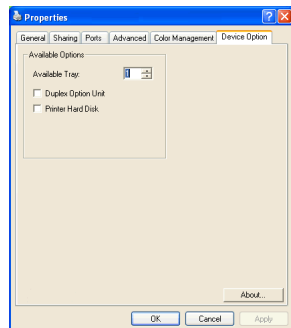 Properties
General Sharing Ports Advanced Color Management Device Option
Available Options
Available Tray: 1
Duplex Option Unit
Printer Hard Disk
About...
OK Cancel Apply